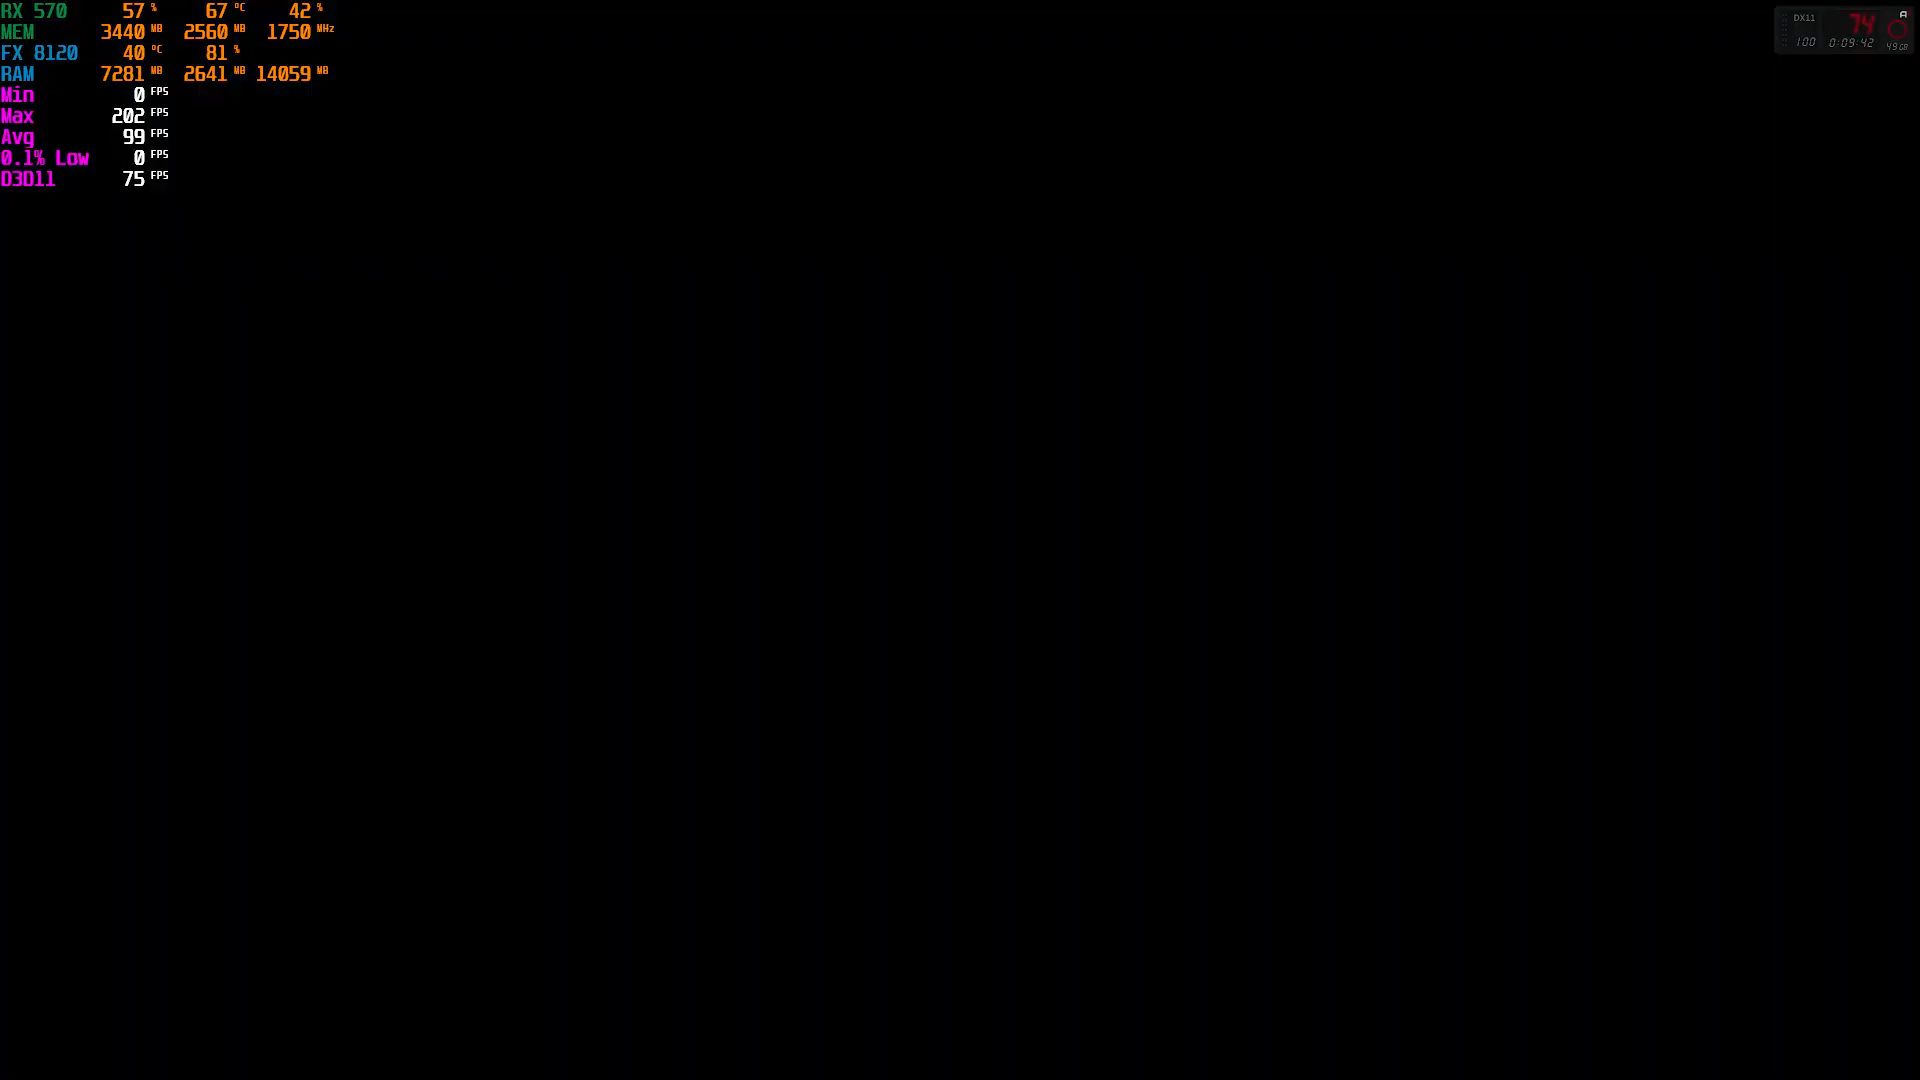 RX 570 57 % 67 °C 42 %
MEM 3440 MB 2560 MB 1750 MHz
FX 8120 40 °C 81 %
RAM 7281 MB 2641 MB 14059 MB
Min 0 FPS
Max 202 FPS
Avg 99 FPS
0.1% Low 0 FPS
D3D11 75 FPS
DX11 74 A
100 0:09:42 49GB